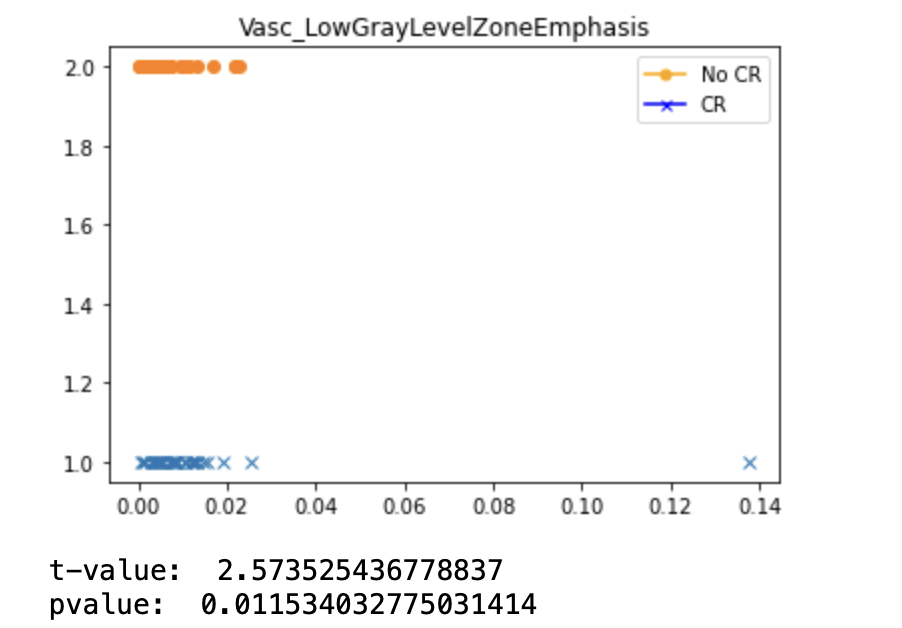 Vasc_LowGrayLevelZoneEmphasis
No CR
CR
2.0
1.8
1.6
1.4
1.2
1.0
0.00 0.02 0.04 0.06 0.08 0.10 0.12 0.14
t-value: 2.573525436778837
pvalue: 0.011534032775031414